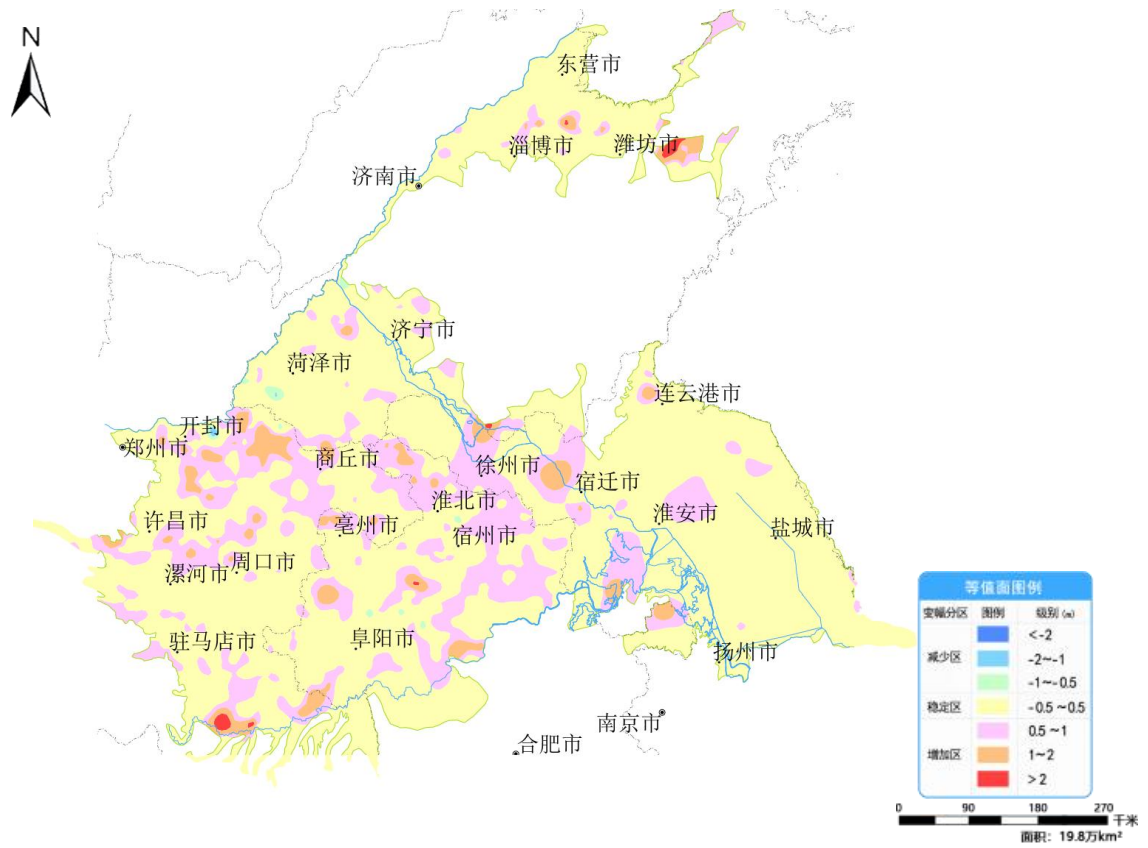 N
东营市
淄博市
潍坊市
济南市
济宁市
菏泽市
连云港市
开封市
郑州市
商丘市
徐州市
宿迁市
淮北市
许昌市
亳州市
宿州市
淮安市
盐城市
周口市
漯河市
驻马店市
阜阳市
扬州市
南京市
合肥市
等值面图例
变幅分区 图例 级别 (m)
<-2
减少区 -2~-1
-1~-0.5
稳定区 -0.5~0.5
0.5~1
增加区 1~2
>2
0 90 180 270 千米
面积：19.8万km²